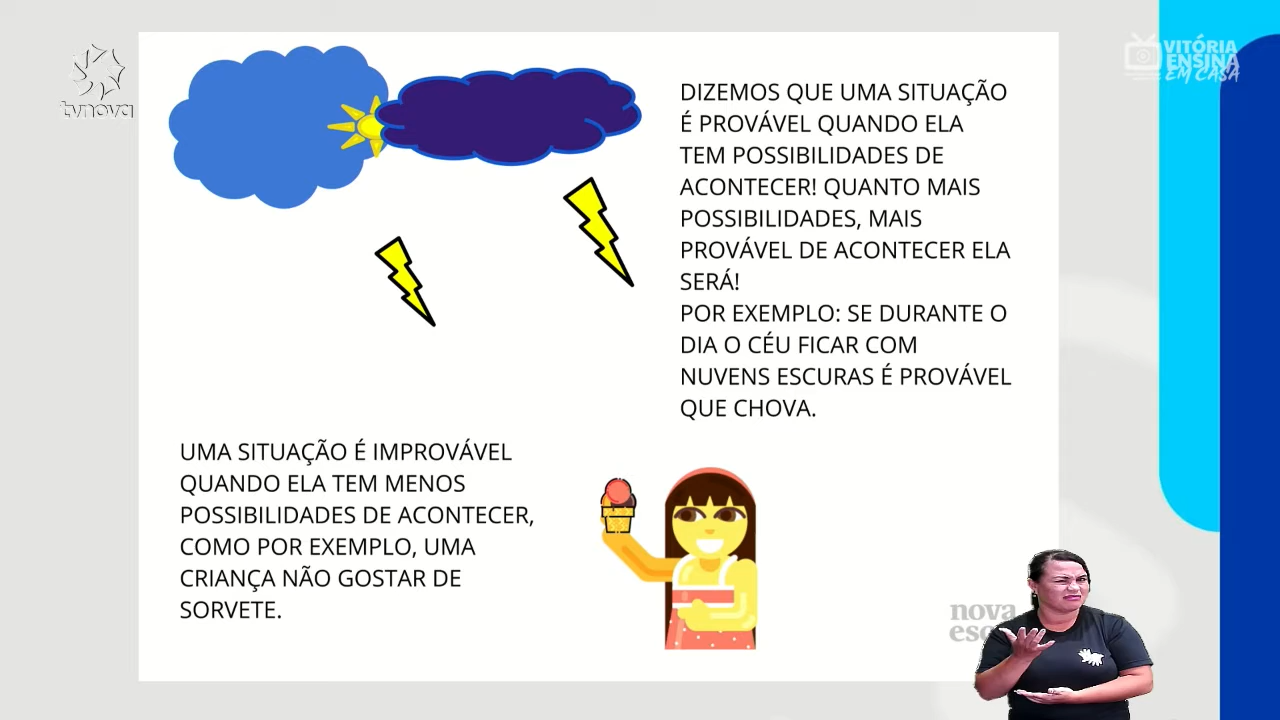 tvnova
VITÓRIA
ENSINA
EM CASA
DIZEMOS QUE UMA SITUAÇÃO
É PROVÁVEL QUANDO ELA
TEM POSSIBILIDADES DE
ACONTECER! QUANTO MAIS
POSSIBILIDADES, MAIS
PROVÁVEL DE ACONTECER ELA
SERÁ!
POR EXEMPLO: SE DURANTE O
DIA O CÉU FICAR COM
NUVENS ESCURAS É PROVÁVEL
QUE CHOVA.
UMA SITUAÇÃO É IMPROVÁVEL
QUANDO ELA TEM MENOS
POSSIBILIDADES DE ACONTECER,
COMO POR EXEMPLO, UMA
CRIANÇA NÃO GOSTAR DE
SORVETE.
nova